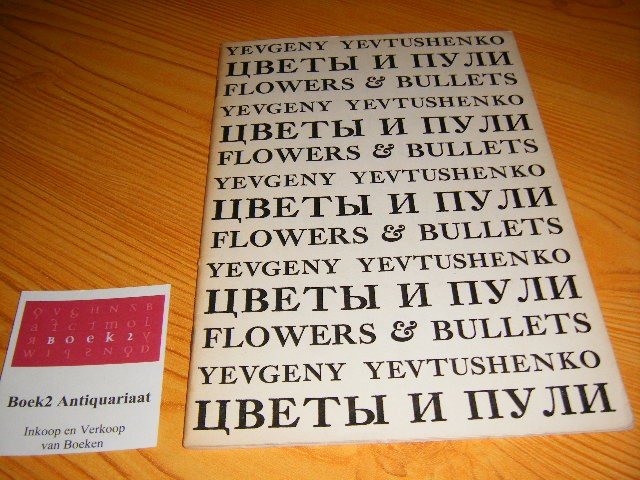 YEVGENY YEVTUSHENKO
ЦВЕТЫ И ПУЛИ
FLOWERS & BULLETS
YEVGENY YEVTUSHENKO
ЦВЕТЫ И ПУЛИ
FLOWERS & BULLETS
YEVGENY YEVTUSHENKO
ЦВЕТЫ И ПУЛИ
FLOWERS & BULLETS
YEVGENY YEVTUSHENKO
ЦВЕТЫ И ПУЛИ
FLOWERS & BULLETS
YEVGENY YEVTUSHENKO
ЦВЕТЫ И ПУЛИ
BOEK2
Boek2 Antiquariaat
Inkoop en Verkoop
van Boeken